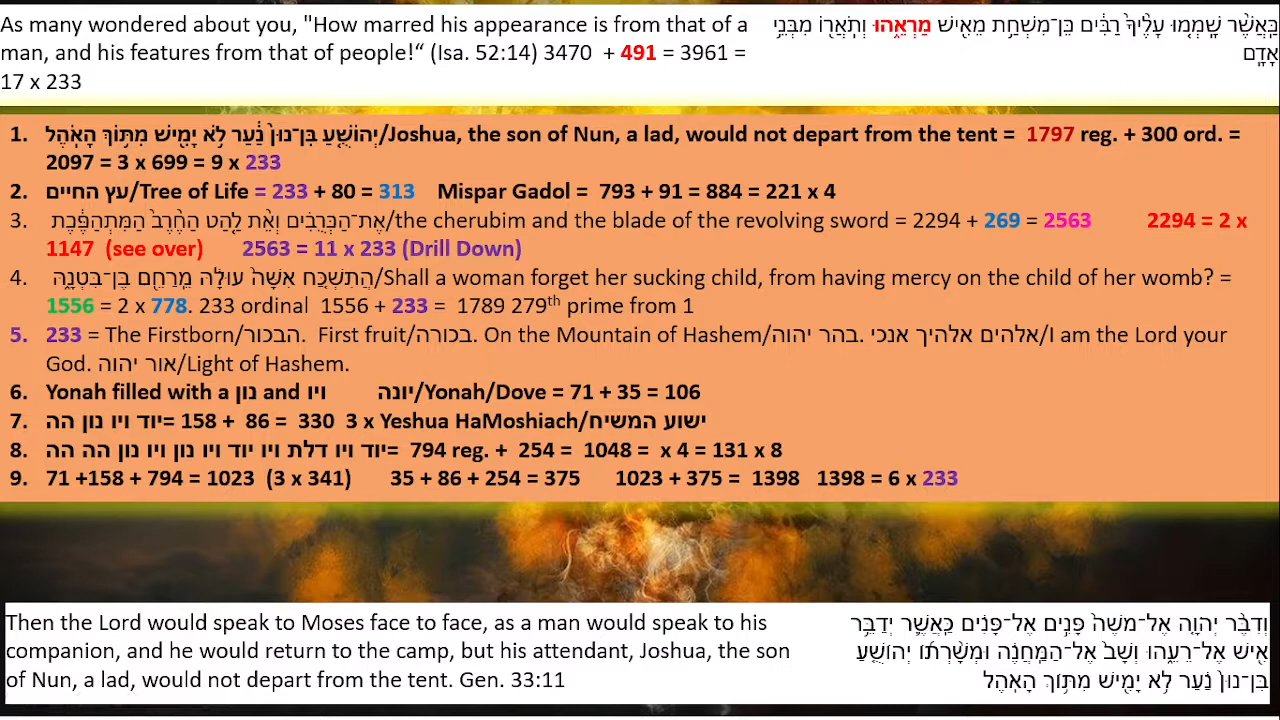 As many wondered about you, "How marred his appearance is from that of a
man, and his features from that of people!“ (Isa. 52:14) 3470 + 491 = 3961 =
17 x 233
כַּאֲשֶׁ֨ר שָׁמְמ֤וּ עָלֶ֙יךָ֙ רַבִּ֔ים כֵּן־מִשְׁחַ֥ת מֵאִ֖ישׁ מַרְאֵ֑הוּ וְתֹאֲר֖וֹ מִבְּנֵ֥י
אָדָֽם
1. יְהוֹשֻׁ֤עַ בִּן־נוּן֙ נַ֔עַר לֹ֥א יָמִ֖ישׁ מִתּ֥וֹךְ הָאֹֽהֶל/Joshua, the son of Nun, a lad, would not depart from the tent = 1797 reg. + 300 ord. =
2097 = 3 x 699 = 9 x 233
2. עץ החיים/Tree of Life = 233 + 80 = 313 Mispar Gadol = 793 + 91 = 884 = 221 x 4
3. אֶת־הַכְּרֻבִ֗ים וְאֵ֨ת לַ֤הַט הַחֶ֙רֶב֙ הַמִּתְהַפֶּ֔כֶת/the cherubim and the blade of the revolving sword = 2294 + 269 = 2563 2294 = 2 x
1147 (see over) 2563 = 11 x 233 (Drill Down)
4. הֲתִשְׁכַּ֤ח אִשָּׁה֙ עוּלָ֔הּ מֵֽרַחֵ֖ם בֶּן־בִּטְנָ֑הּ/Shall a woman forget her sucking child, from having mercy on the child of her womb? =
1556 = 2 x 778. 233 ordinal 1556 + 233 = 1789 279th prime from 1
5. 233 = The Firstborn/הבכור. First fruit/בכורה. On the Mountain of Hashem/בהר יהוה. אלהים אלהיך אנכי/I am the Lord your
God. אור יהוה/Light of Hashem.
6. Yonah filled with a נון and ויו יונה/Yonah/Dove = 71 + 35 = 106
7. יוד ויו נון הה= 158 + 86 = 330 3 x Yeshua HaMoshiach/ישוע המשיח
8. יוד ויו דלת ויו יוד ויו נון ויו נון הה הה= 794 reg. + 254 = 1048 = x 4 = 131 x 8
9. 71 +158 + 794 = 1023 (3 x 341) 35 + 86 + 254 = 375 1023 + 375 = 1398 1398 = 6 x 233
Then the Lord would speak to Moses face to face, as a man would speak to his
companion, and he would return to the camp, but his attendant, Joshua, the son
of Nun, a lad, would not depart from the tent. Gen. 33:11
וְדִבֶּ֨ר יְהֹוָ֤ה אֶל־מֹשֶׁה֙ פָּנִ֣ים אֶל־פָּנִ֔ים כַּֽאֲשֶׁ֛ר יְדַבֵּ֥ר
אִ֖ישׁ אֶל־רֵעֵ֑הוּ וְשָׁב֙ אֶל־הַמַּֽחֲנֶ֔ה וּמְשָׁ֨רְת֜וֹ יְהוֹשֻׁ֤עַ
בִּן־נוּן֙ נַ֔עַר לֹ֥א יָמִ֖ישׁ מִתּ֥וֹךְ הָאֹֽהֶל